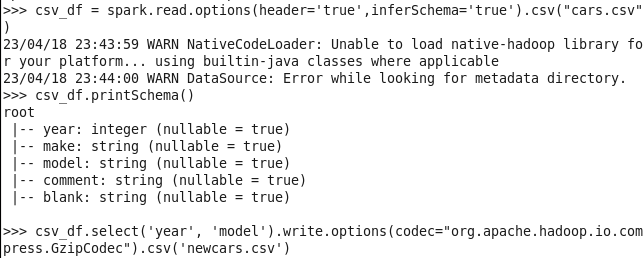 >>> csv_df = spark.read.options(header='true',inferSchema='true').csv("cars.csv"
)
23/04/18 23:43:59 WARN NativeCodeLoader: Unable to load native-hadoop library fo
r your platform... using builtin-java classes where applicable
23/04/18 23:44:00 WARN DataSource: Error while looking for metadata directory.
>>> csv_df.printSchema()
root
 |-- year: integer (nullable = true)
 |-- make: string (nullable = true)
 |-- model: string (nullable = true)
 |-- comment: string (nullable = true)
 |-- blank: string (nullable = true)

>>> csv_df.select('year', 'model').write.options(codec="org.apache.hadoop.io.com
press.GzipCodec").csv('newcars.csv')